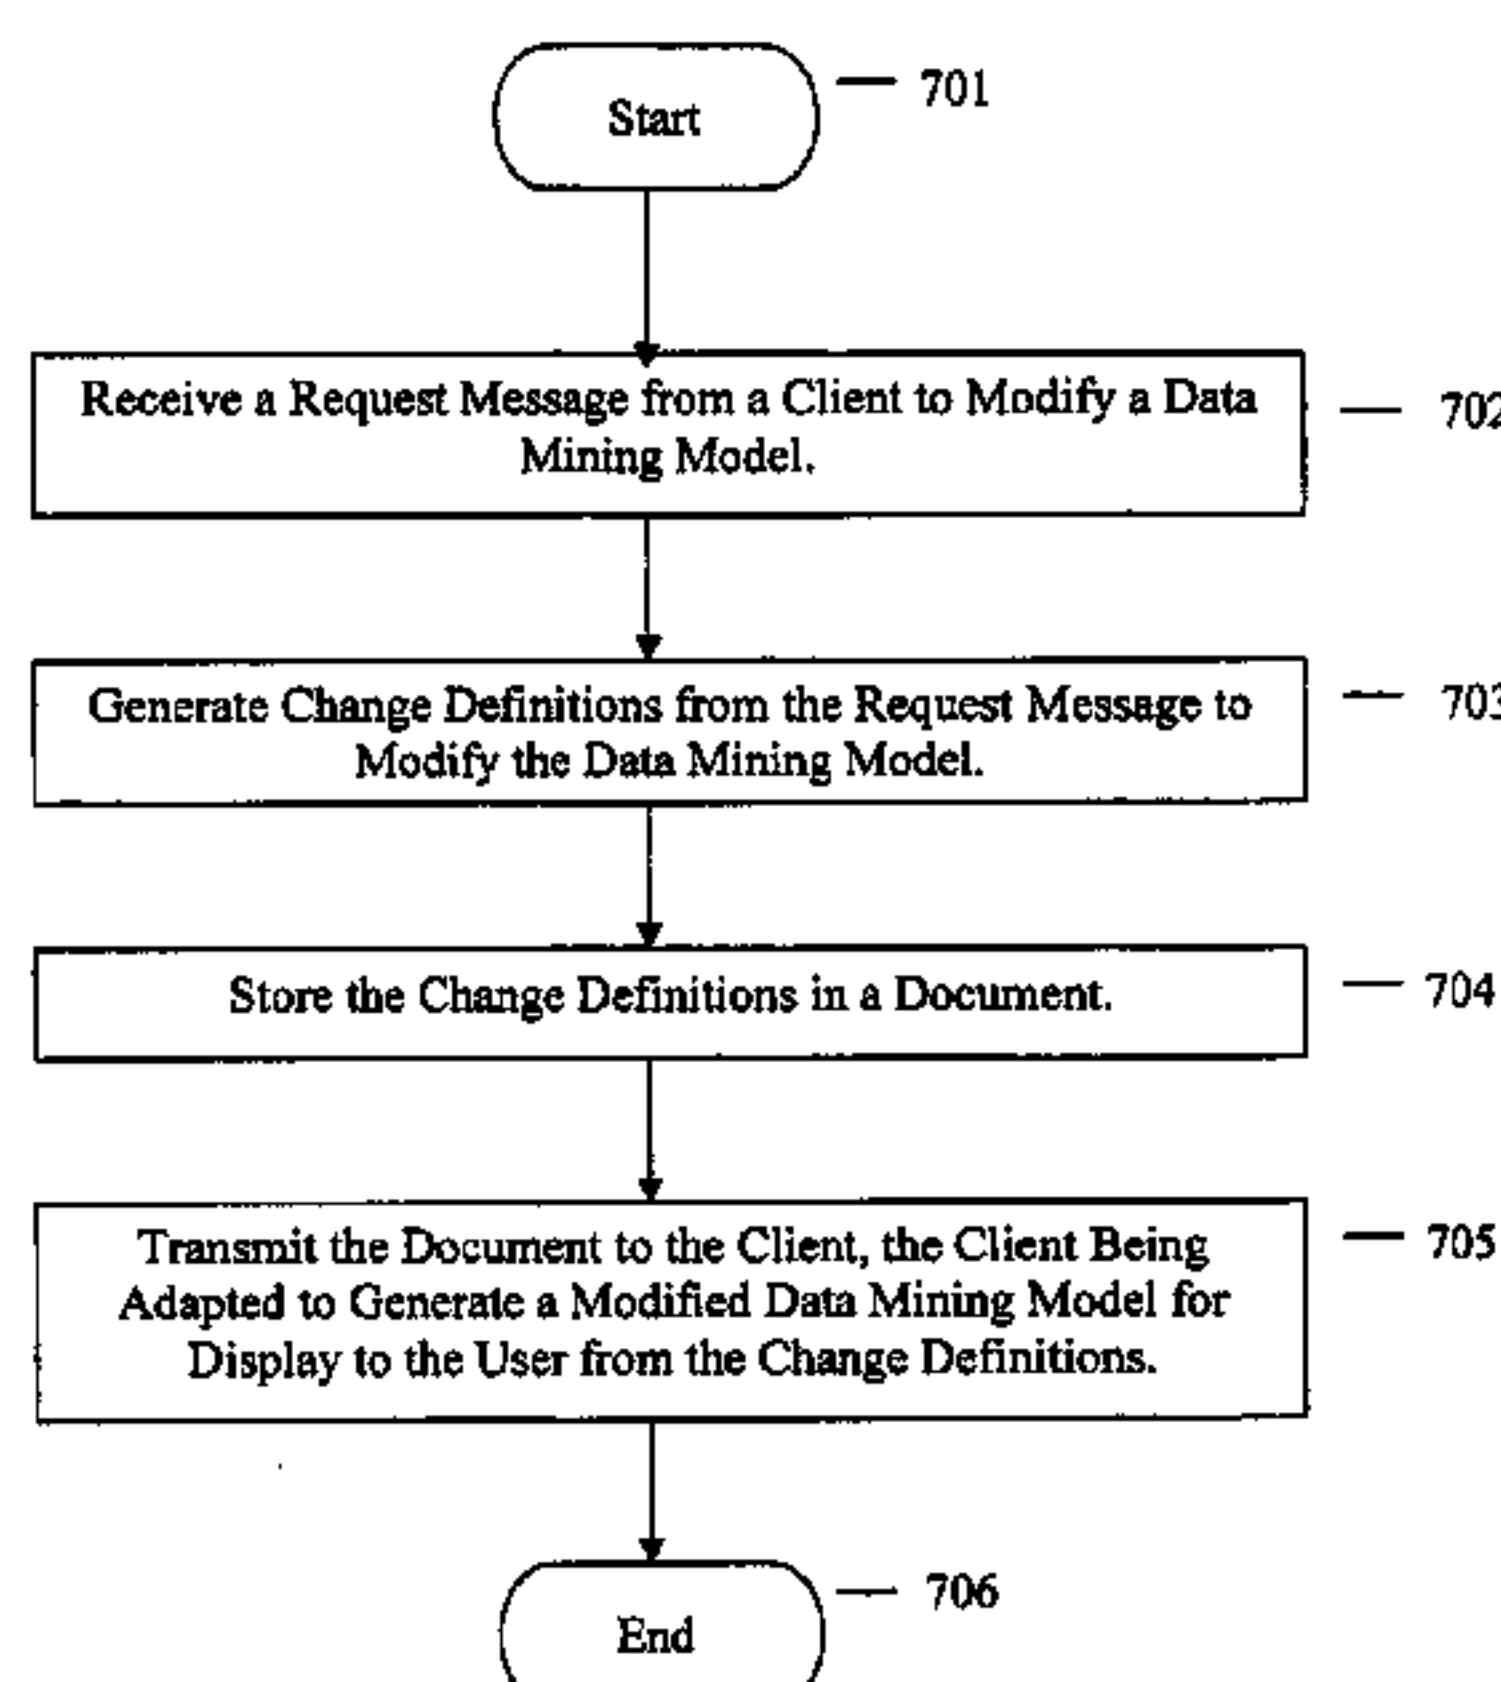 Start
701
Receive a Request Message from a Client to Modify a Data
Mining Model.
702
Generate Change Definitions from the Request Message to
Modify the Data Mining Model.
703
Store the Change Definitions in a Document.
704
Transmit the Document to the Client, the Client Being
Adapted to Generate a Modified Data Mining Model for
Display to the User from the Change Definitions.
705
End
706